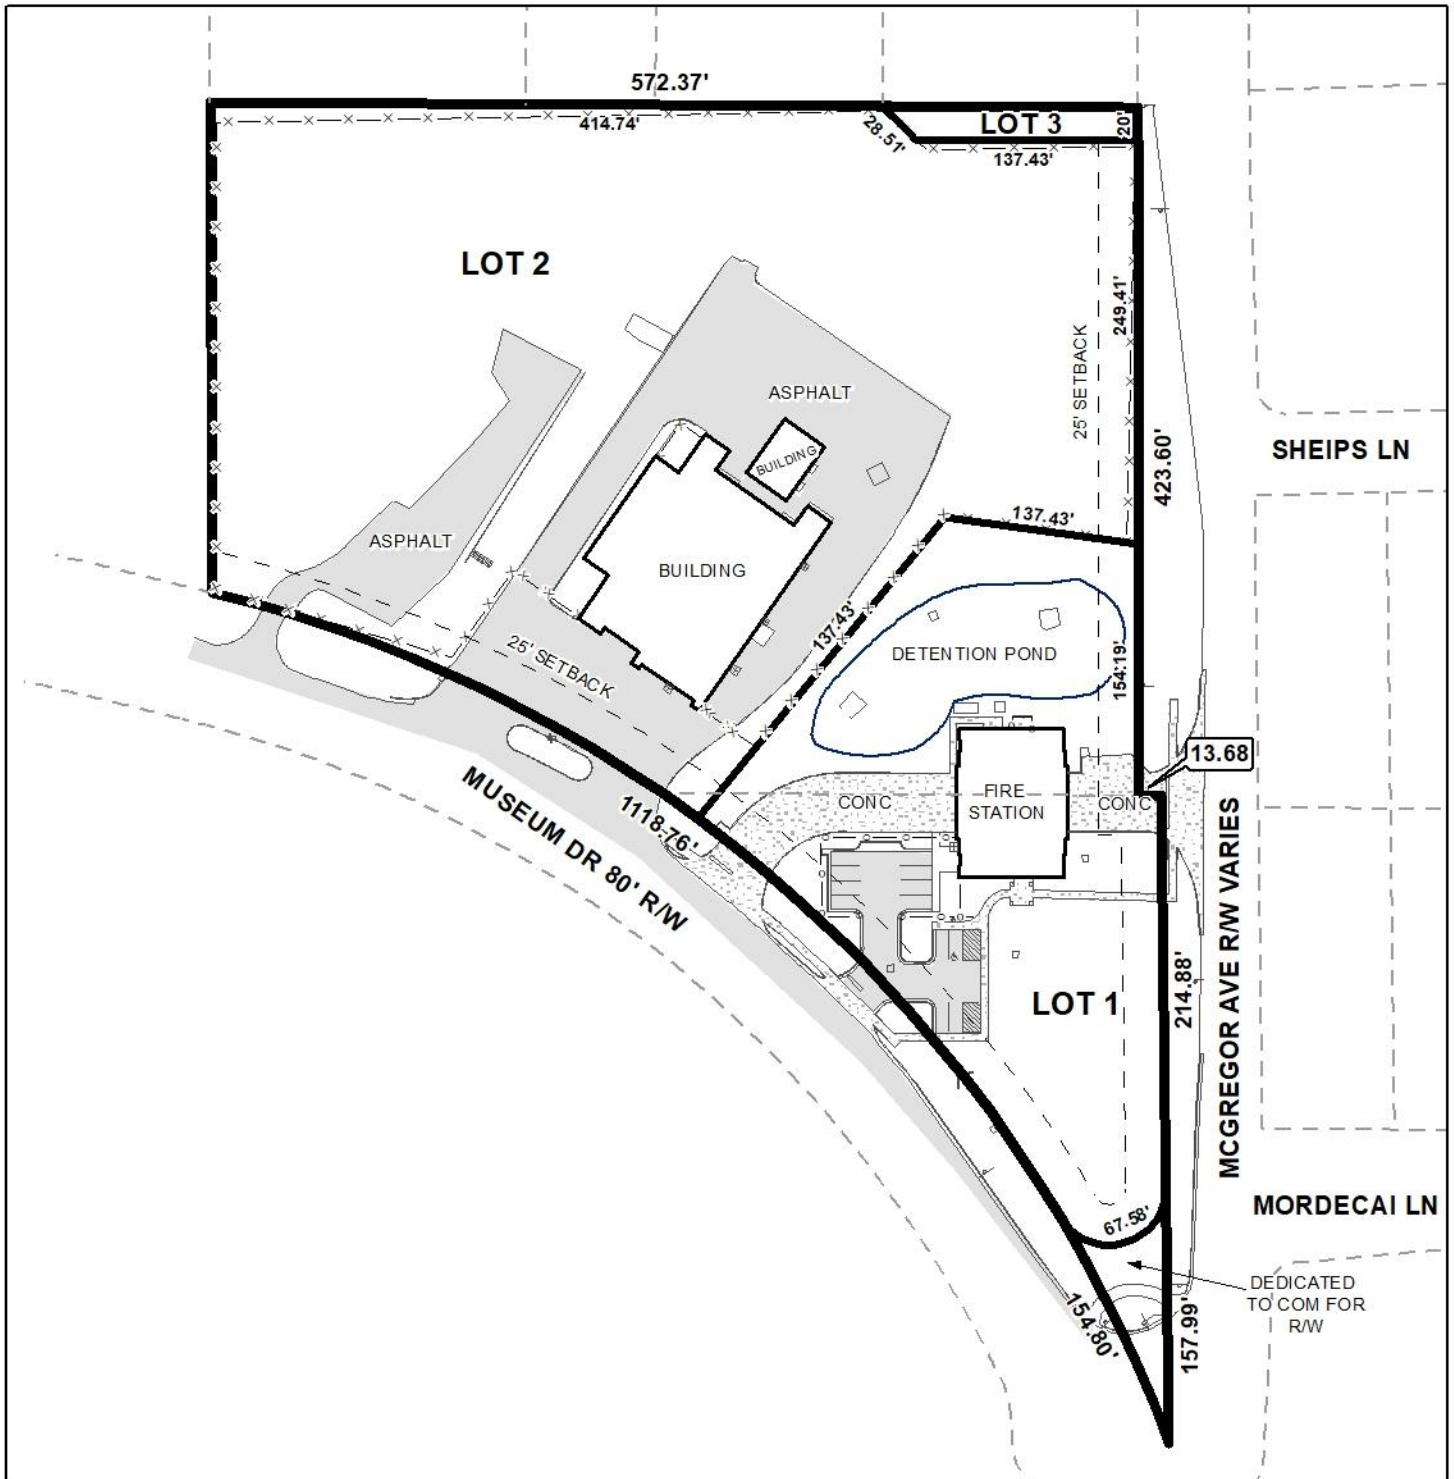 572.37'
414.74'
28.51'
LOT 3
20'
137.43'
LOT 2
249.41'
25' SETBACK
ASPHALT
SHEIPS LN
BUILDING
423.60'
137.43'
ASPHALT
BUILDING
137.43'
DETENTION POND
25' SETBACK
154.19'
13.68
MUSEUM DR 80' R/W
1118.76'
CONC
FIRE
STATION
CONC
MCGREGOR AVE R/W VARIES
214.88'
LOT 1
MORDECAI LN
67.58'
DEDICATED
TO COM FOR
R/W
154.80'
157.99'